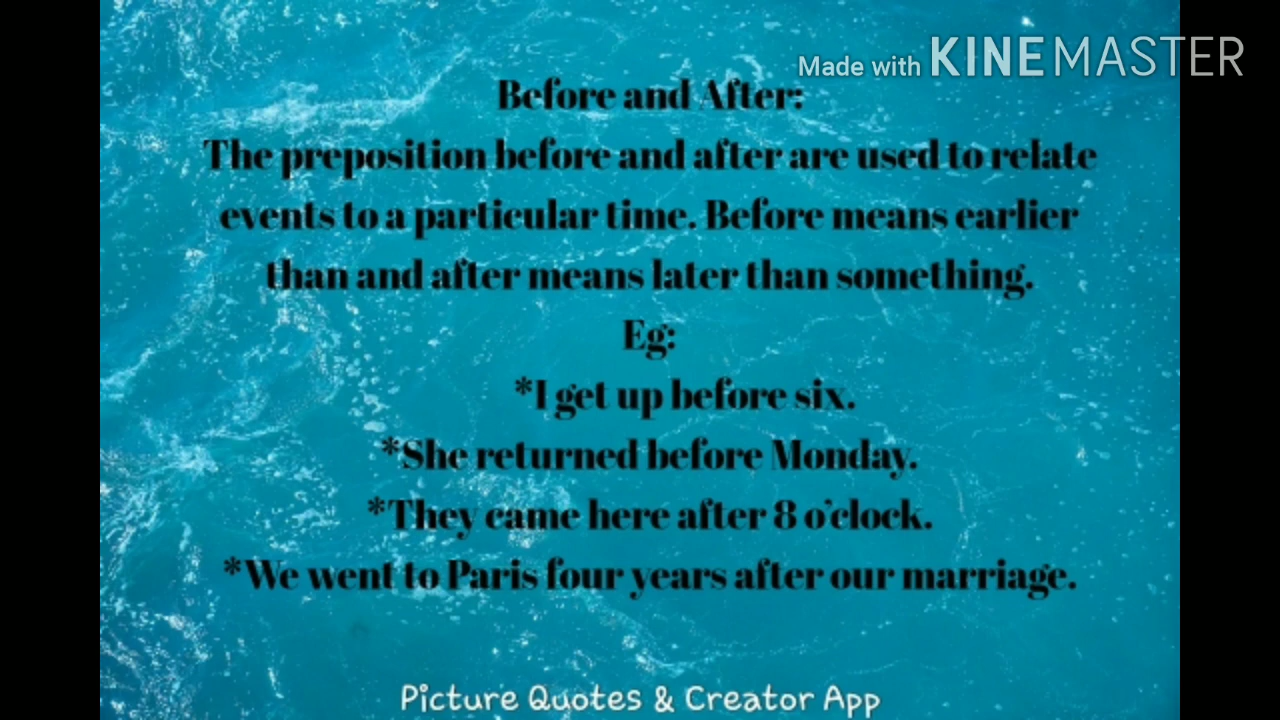 Made with KINEMASTER
Before and After:
The preposition before and after are used to relate
events to a particular time. Before means earlier
than and after means later than something.
Eg:
*I get up before six.
*She returned before Monday.
*They came here after 8 o'clock.
*We went to Paris four years after our marriage.
Picture Quotes & Creator App